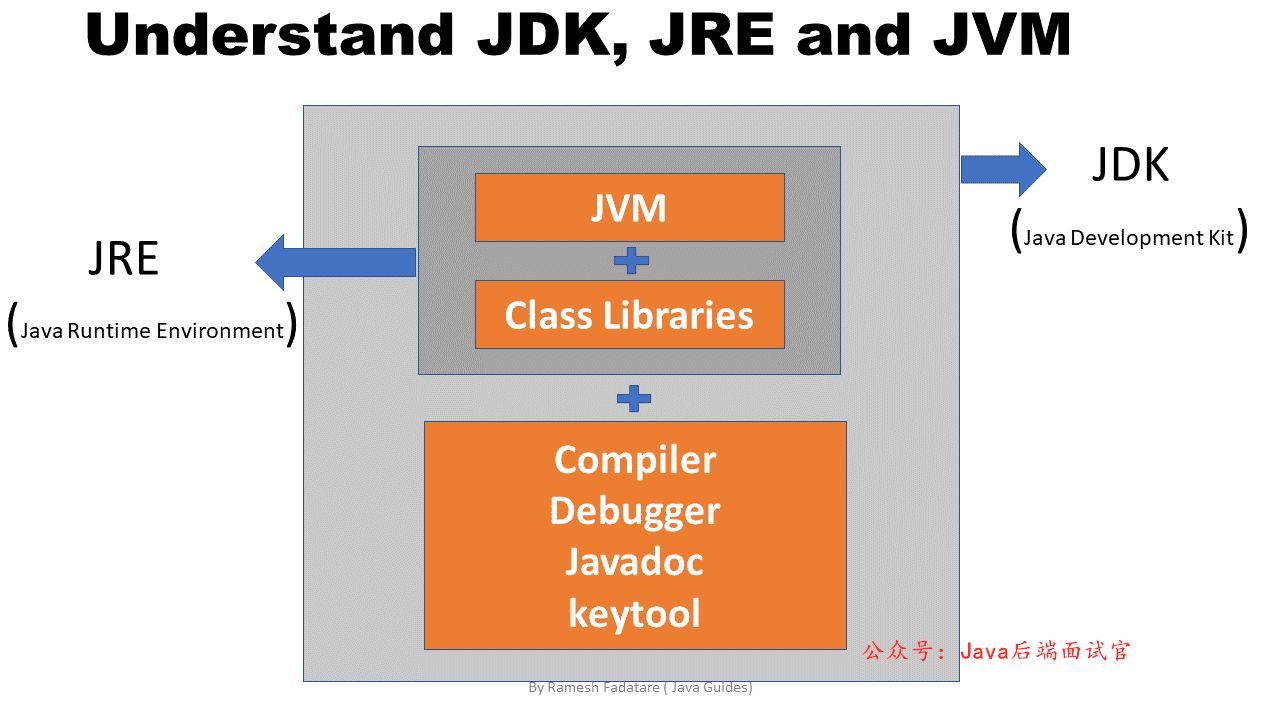 Understand JDK, JRE and JVM
JDK
(Java Development Kit)
JVM
JRE
(Java Runtime Environment)
Class Libraries
Compiler
Debugger
Javadoc
keytool
公众号：Java后端面试官
By Ramesh Fadatare ( Java Guides)